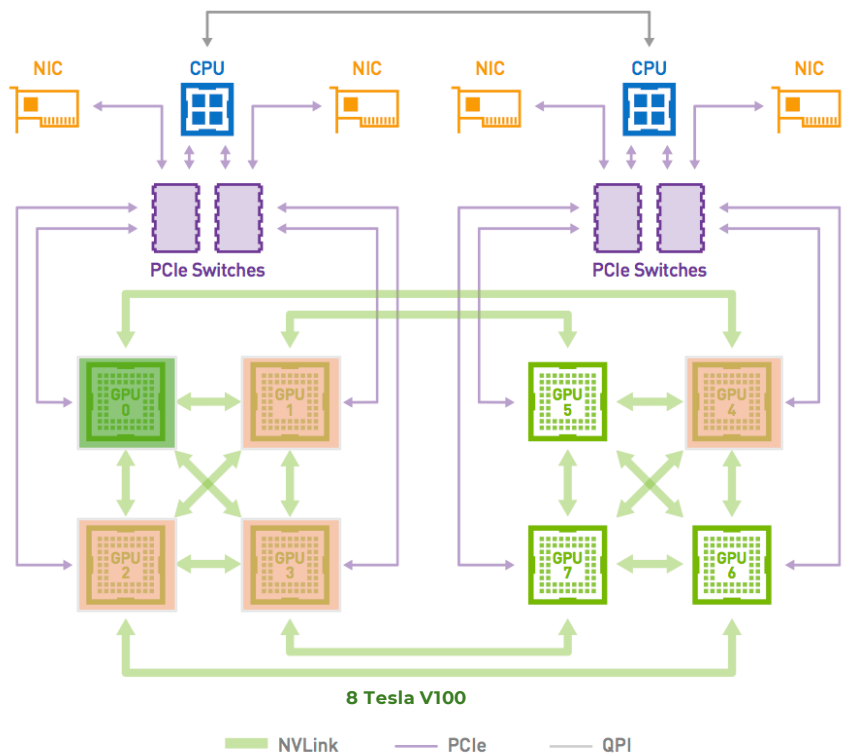 NIC
CPU
NIC
NIC
CPU
NIC
PCIe Switches
PCIe Switches
GPU
0
GPU
1
GPU
5
GPU
4
GPU
2
GPU
3
GPU
7
GPU
6
8 Tesla V100
NVLink
PCIe
QPI